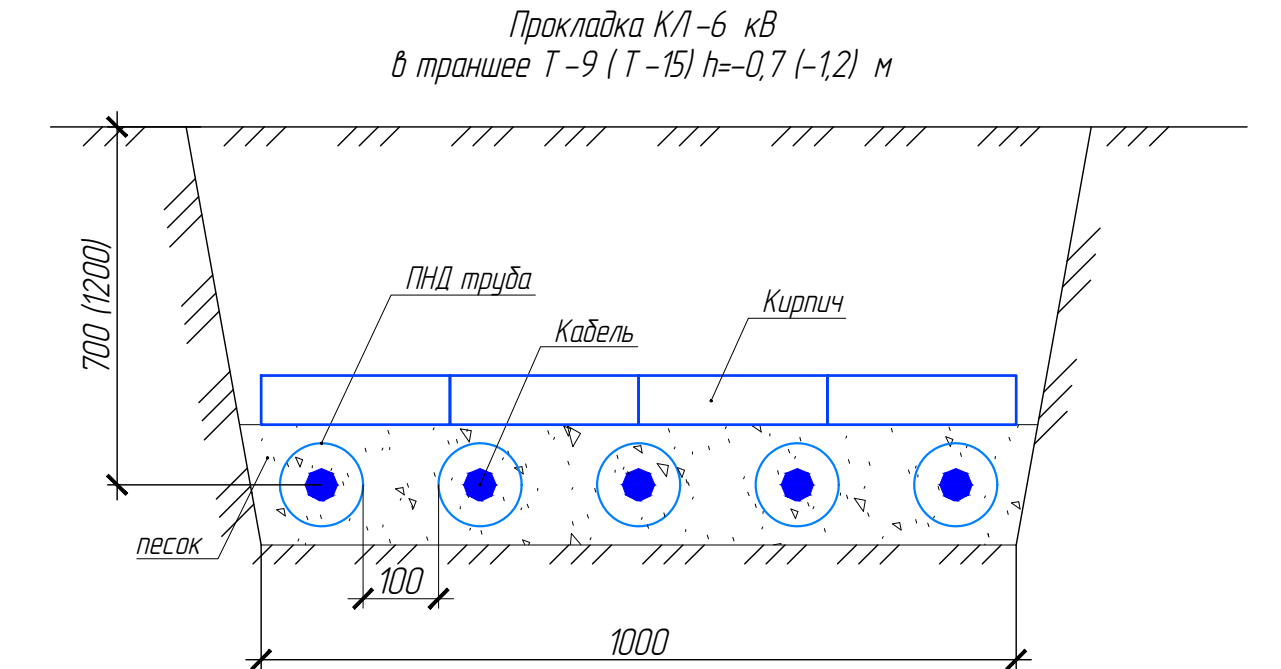 Прокладка КЛ-6 кВ
в траншее Т-9 (Т-15) h=-0,7 (-1,2) м
700 (1200)
ПНД труба
Кабель
Кирпич
песок
100
1000